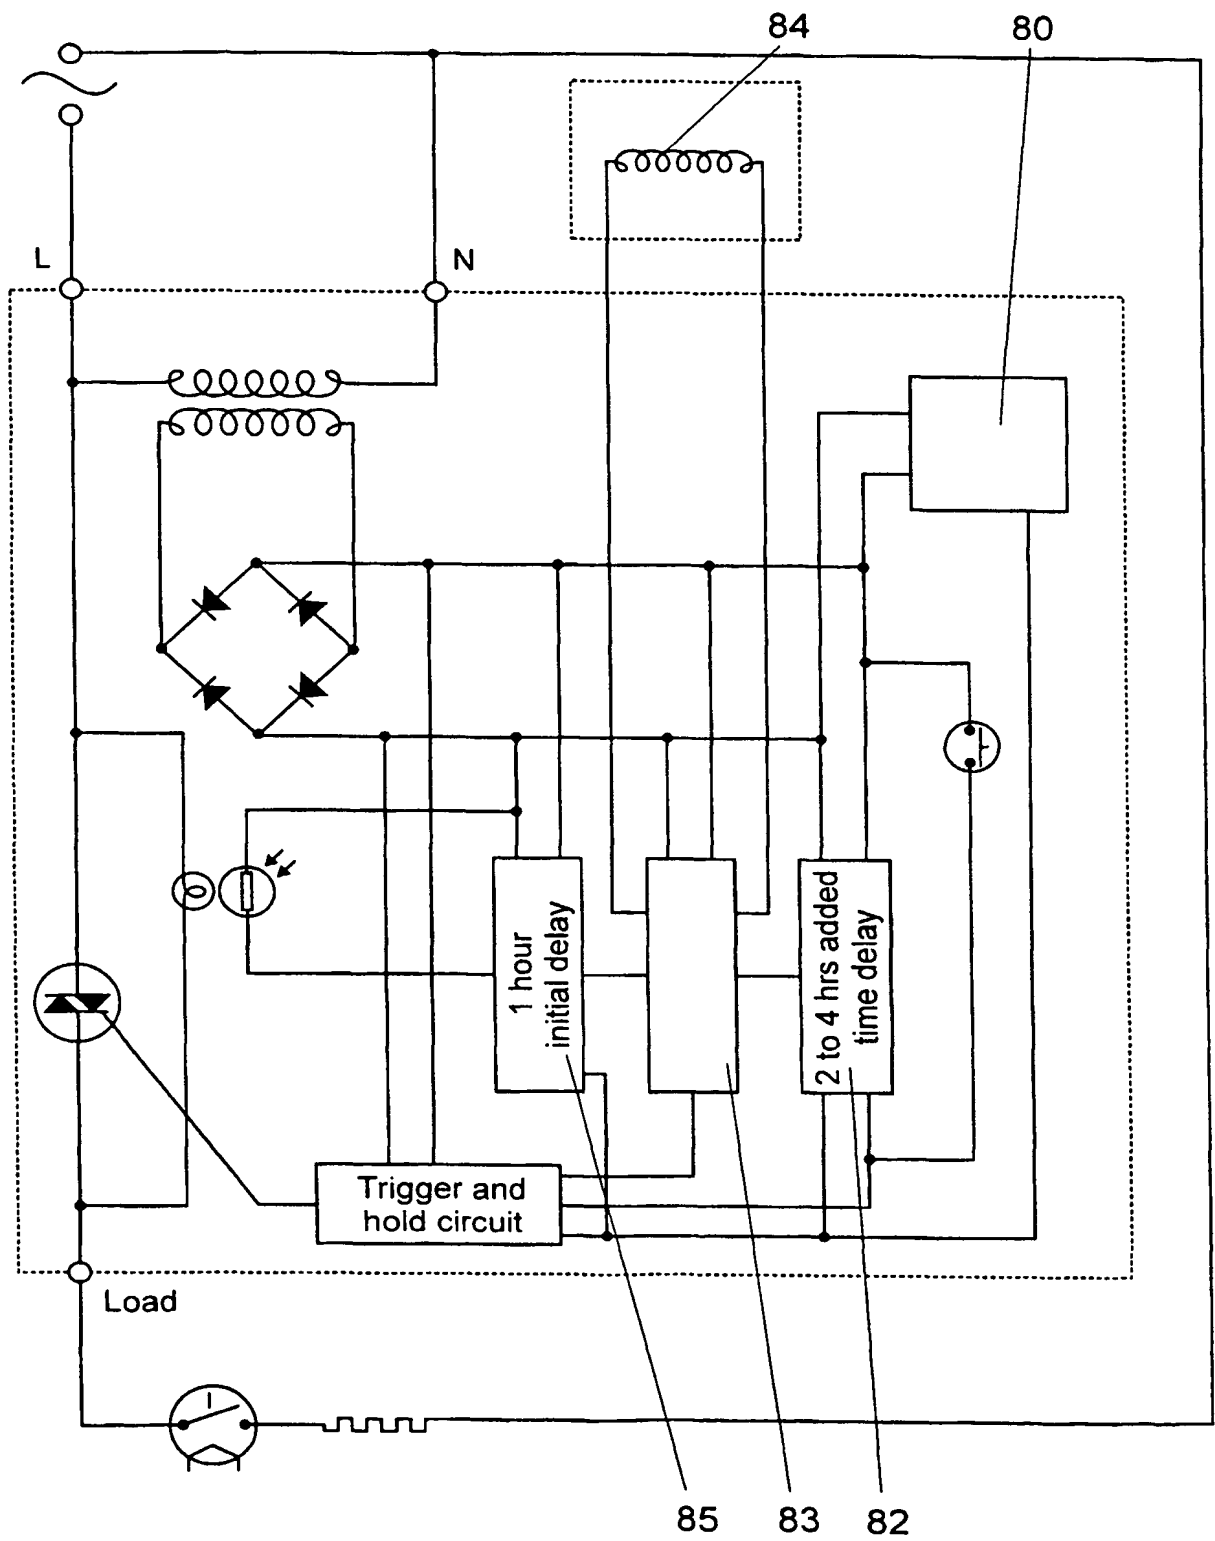 84
80
L
N
1 hour
initial delay
2 to 4 hrs added
time delay
Trigger and
hold circuit
Load
85
83
82